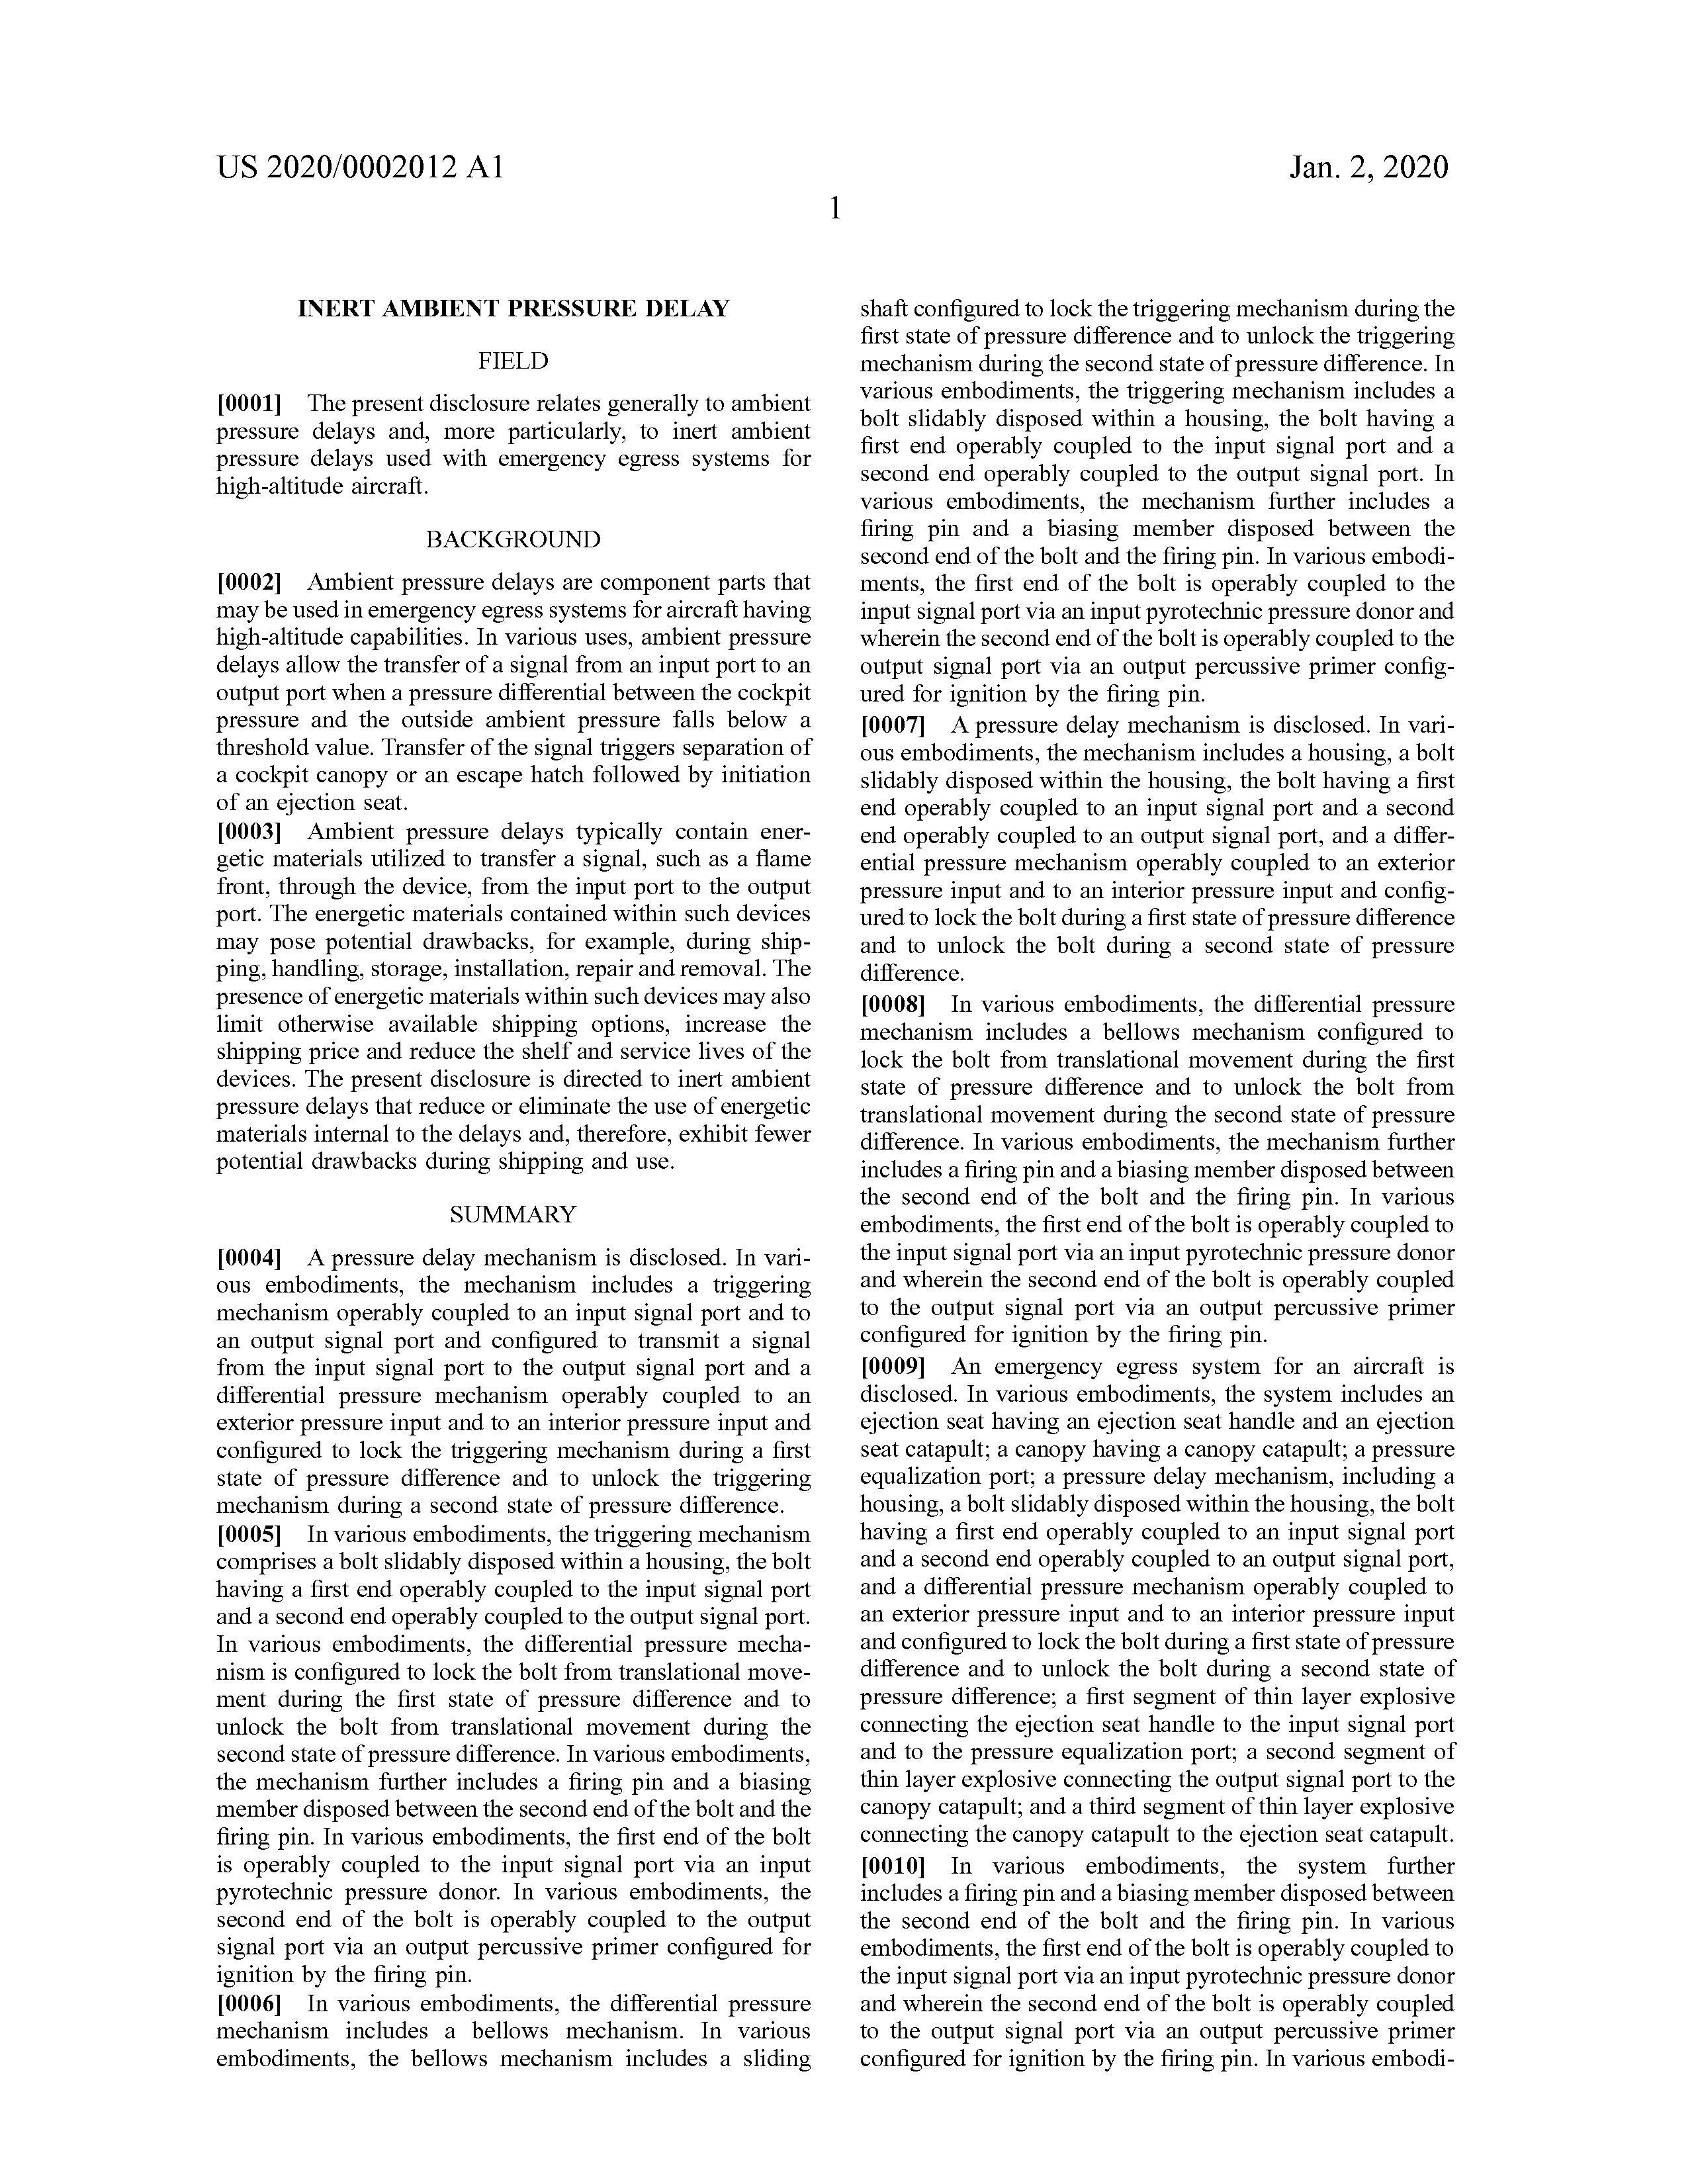 US 2020/0002012 A1
Jan. 2, 2020
1
INERT AMBIENT PRESSURE DELAY
FIELD
[0001] The present disclosure relates generally to ambient
pressure delays and, more particularly, to inert ambient
pressure delays used with emergency egress systems for
high-altitude aircraft.
BACKGROUND
[0002] Ambient pressure delays are component parts that
may be used in emergency egress systems for aircraft having
high-altitude capabilities. In various uses, ambient pressure
delays allow the transfer of a signal from an input port to an
output port when a pressure differential between the cockpit
pressure and the outside ambient pressure falls below a
threshold value. Transfer of the signal triggers separation of
a cockpit canopy or an escape hatch followed by initiation
of an ejection seat.
[0003] Ambient pressure delays typically contain ener-
getic materials utilized to transfer a signal, such as a flame
front, through the device, from the input port to the output
port. The energetic materials contained within such devices
may pose potential drawbacks, for example, during ship-
ping, handling, storage, installation, repair and removal. The
presence of energetic materials within such devices may also
limit otherwise available shipping options, increase the
shipping price and reduce the shelf and service lives of the
devices. The present disclosure is directed to inert ambient
pressure delays that reduce or eliminate the use of energetic
materials internal to the delays and, therefore, exhibit fewer
potential drawbacks during shipping and use.
SUMMARY
[0004] A pressure delay mechanism is disclosed. In vari-
ous embodiments, the mechanism includes a triggering
mechanism operably coupled to an input signal port and to
an output signal port and configured to transmit a signal
from the input signal port to the output signal port and a
differential pressure mechanism operably coupled to an
exterior pressure input and to an interior pressure input and
configured to lock the triggering mechanism during a first
state of pressure difference and to unlock the triggering
mechanism during a second state of pressure difference.
[0005] In various embodiments, the triggering mechanism
comprises a bolt slidably disposed within a housing, the bolt
having a first end operably coupled to the input signal port
and a second end operably coupled to the output signal port.
In various embodiments, the differential pressure mecha-
nism is configured to lock the bolt from translational move-
ment during the first state of pressure difference and to
unlock the bolt from translational movement during the
second state of pressure difference. In various embodiments,
the mechanism further includes a firing pin and a biasing
member disposed between the second end of the bolt and the
firing pin. In various embodiments, the first end of the bolt
is operably coupled to the input signal port via an input
pyrotechnic pressure donor. In various embodiments, the
second end of the bolt is operably coupled to the output
signal port via an output percussive primer configured for
ignition by the firing pin.
[0006] In various embodiments, the differential pressure
mechanism includes a bellows mechanism. In various
embodiments, the bellows mechanism includes a sliding
shaft configured to lock the triggering mechanism during the
first state of pressure difference and to unlock the triggering
mechanism during the second state of pressure difference. In
various embodiments, the triggering mechanism includes a
bolt slidably disposed within a housing, the bolt having a
first end operably coupled to the input signal port and a
second end operably coupled to the output signal port. In
various embodiments, the mechanism further includes a
firing pin and a biasing member disposed between the
second end of the bolt and the firing pin. In various embodi-
ments, the first end of the bolt is operably coupled to the
input signal port via an input pyrotechnic pressure donor and
wherein the second end of the bolt is operably coupled to the
output signal port via an output percussive primer config-
ured for ignition by the firing pin.
[0007] A pressure delay mechanism is disclosed. In vari-
ous embodiments, the mechanism includes a housing, a bolt
slidably disposed within the housing, the bolt having a first
end operably coupled to an input signal port and a second
end operably coupled to an output signal port, and a differ-
ential pressure mechanism operably coupled to an exterior
pressure input and to an interior pressure input and config-
ured to lock the bolt during a first state of pressure difference
and to unlock the bolt during a second state of pressure
difference.
[0008] In various embodiments, the differential pressure
mechanism includes a bellows mechanism configured to
lock the bolt from translational movement during the first
state of pressure difference and to unlock the bolt from
translational movement during the second state of pressure
difference. In various embodiments, the mechanism further
includes a firing pin and a biasing member disposed between
the second end of the bolt and the firing pin. In various
embodiments, the first end of the bolt is operably coupled to
the input signal port via an input pyrotechnic pressure donor
and wherein the second end of the bolt is operably coupled
to the output signal port via an output percussive primer
configured for ignition by the firing pin.
[0009] An emergency egress system for an aircraft is
disclosed. In various embodiments, the system includes an
ejection seat having an ejection seat handle and an ejection
seat catapult; a canopy having a canopy catapult; a pressure
equalization port; a pressure delay mechanism, including a
housing, a bolt slidably disposed within the housing, the bolt
having a first end operably coupled to an input signal port
and a second end operably coupled to an output signal port,
and a differential pressure mechanism operably coupled to
an exterior pressure input and to an interior pressure input
and configured to lock the bolt during a first state of pressure
difference and to unlock the bolt during a second state of
pressure difference; a first segment of thin layer explosive
connecting the ejection seat handle to the input signal port
and to the pressure equalization port; a second segment of
thin layer explosive connecting the output signal port to the
canopy catapult; and a third segment of thin layer explosive
connecting the canopy catapult to the ejection seat catapult.
[0010] In various embodiments, the system further
includes a firing pin and a biasing member disposed between
the second end of the bolt and the firing pin. In various
embodiments, the first end of the bolt is operably coupled to
the input signal port via an input pyrotechnic pressure donor
and wherein the second end of the bolt is operably coupled
to the output signal port via an output percussive primer
configured for ignition by the firing pin. In various embodi-